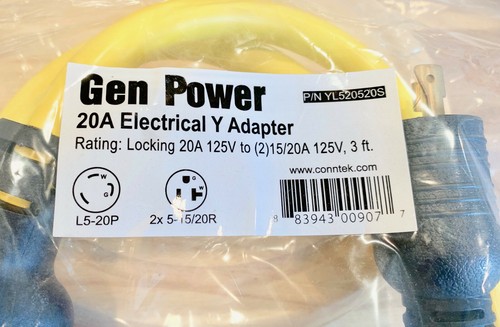 Gen Power
P/N YL520520S
20A Electrical Y Adapter
Rating: Locking 20A 125V to (2)15/20A 125V, 3 ft.
www.conntek.com
W
G
W
G
L5-20P
2x 5-15/20R
8 83943 00907 7